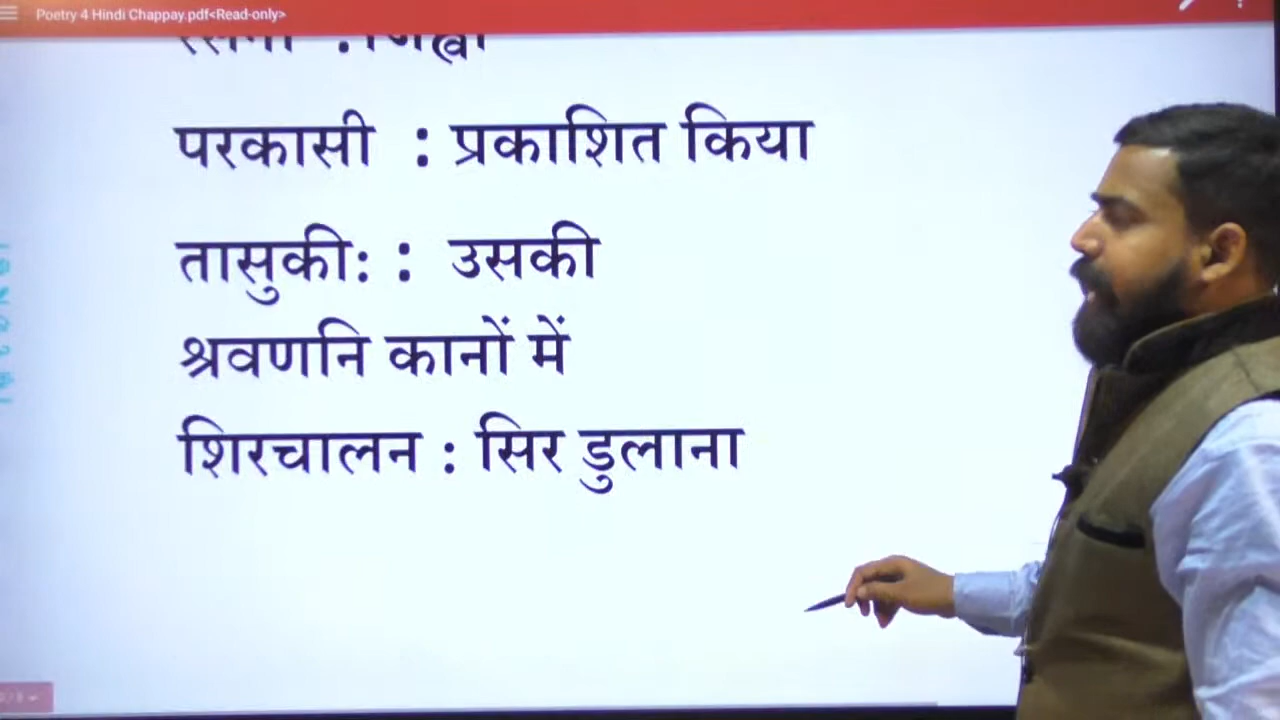 Poetry 4 Hindi Chappay.pdf<Read-only>
परकासी : प्रकाशित किया
तासुकीः : उसकी
श्रवणनि कानों में
शिरचालन : सिर डुलाना